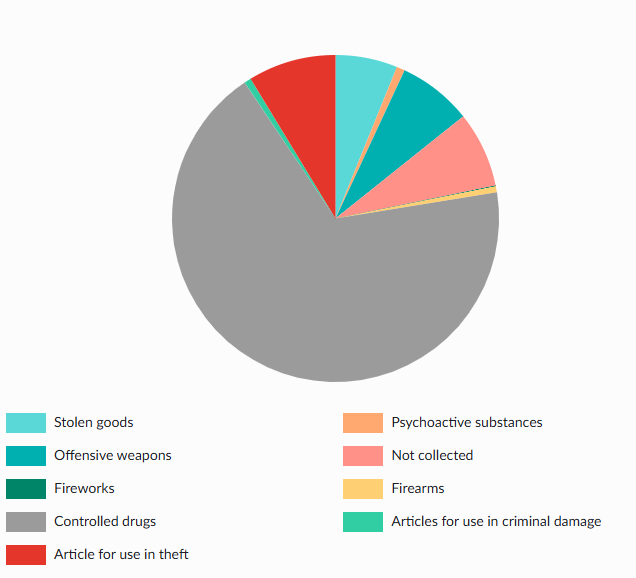 Stolen goods
Psychoactive substances
Offensive weapons
Not collected
Fireworks
Firearms
Controlled drugs
Articles for use in criminal damage
Article for use in theft